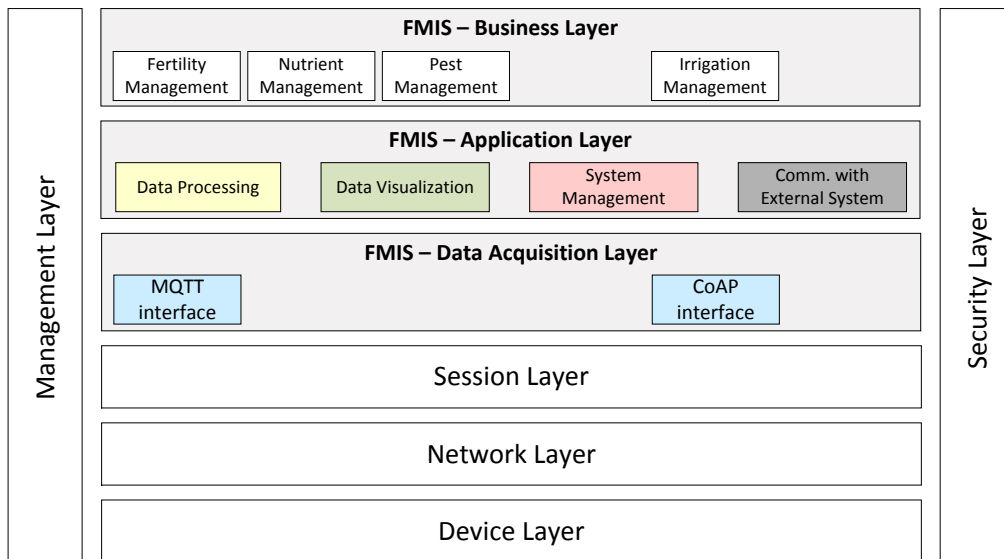 Management Layer
FMIS – Business Layer
Fertility
Management
Nutrient
Management
Pest
Management
Irrigation
Management
FMIS – Application Layer
Data Processing
Data Visualization
System
Management
Comm. with
External System
FMIS – Data Acquisition Layer
MQTT
interface
CoAP
interface
Session Layer
Network Layer
Device Layer
Security Layer